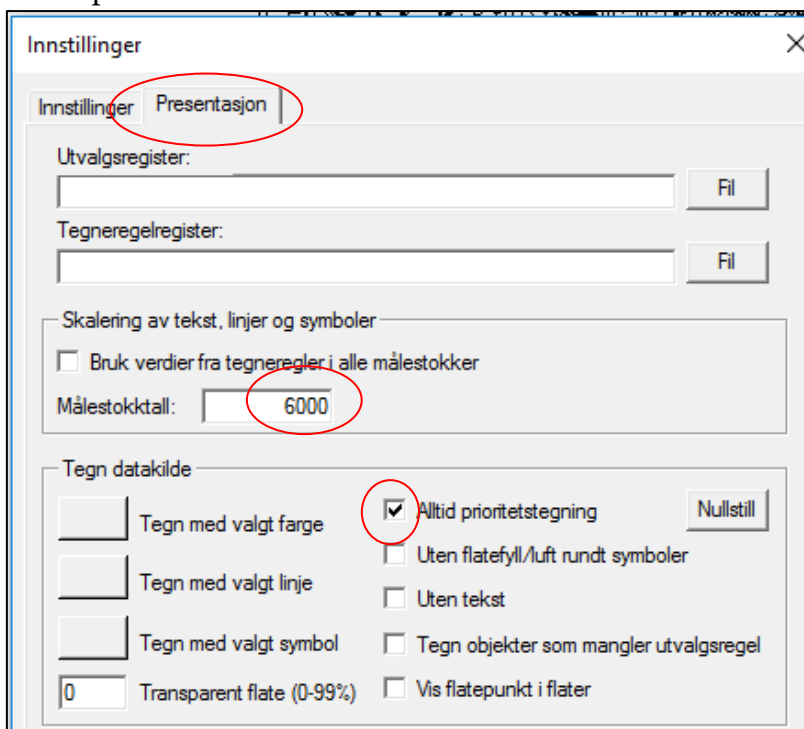 Innstillinger
Innstillinger Presentasjon
Utvalgsregister:
Fil
Tegneregelregister:
Fil
Skalering av tekst, linjer og symboler
Bruk verdier fra tegneregler i alle målestokker
Målestokktall: 6000
Tegn datakilde
Tegn med valgt farge
Alltid prioritetstegning
Nullstill
Uten flatefyll/luft rundt symboler
Tegn med valgt linje
Uten tekst
Tegn med valgt symbol
Tegn objekter som mangler utvalgsregel
0 Transparent flate (0-99%)
Vis flatepunkt i flater